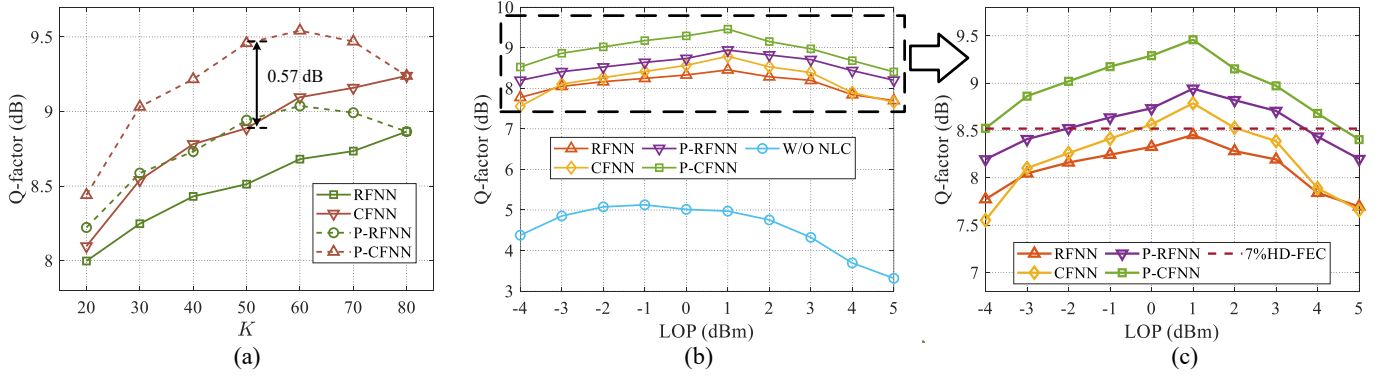 9.5
9
8.5
8
Q-factor (dB)
0.57 dB
RFNN
CFNN
P-RFNN
P-CFNN
20 30 40 50 60 70 80
K
(a)
10
9
8
7
6
5
4
3
Q-factor (dB)
RFNN P-RFNN W/O NLC
CFNN P-CFNN
-4 -3 -2 -1 0 1 2 3 4 5
LOP (dBm)
(b)
9.5
9
8.5
8
7.5
7
Q-factor (dB)
RFNN P-RFNN 7%HD-FEC
CFNN P-CFNN
-4 -3 -2 -1 0 1 2 3 4 5
LOP (dBm)
(c)